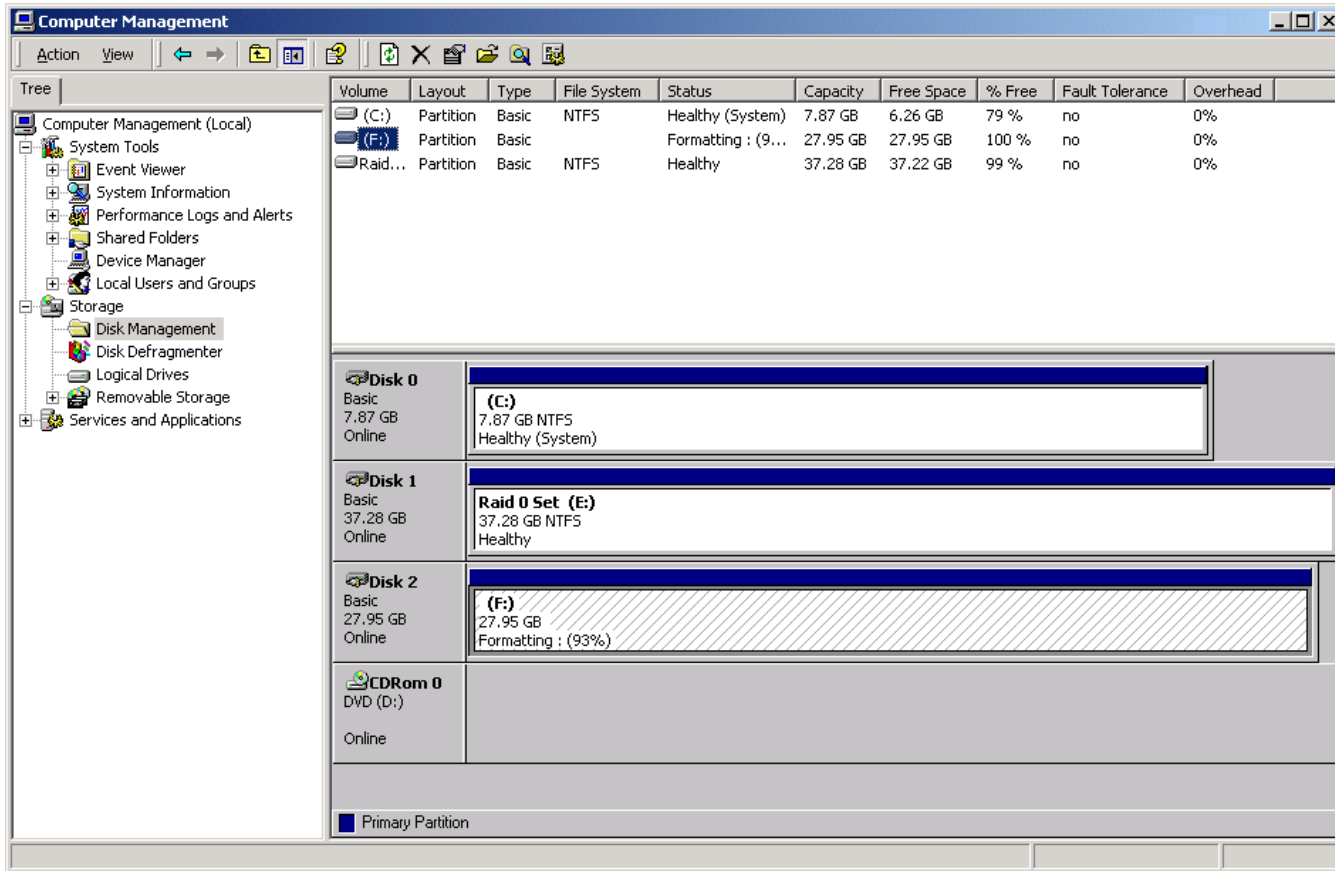 Computer Management
Action View
Tree
Computer Management (Local)
System Tools
Event Viewer
System Information
Performance Logs and Alerts
Shared Folders
Device Manager
Local Users and Groups
Storage
Disk Management
Disk Defragmenter
Logical Drives
Removable Storage
Services and Applications
Volume Layout Type File System Status Capacity Free Space % Free Fault Tolerance Overhead
(C:) Partition Basic NTFS Healthy (System) 7.87 GB 6.26 GB 79 % no 0%
(F:) Partition Basic Formatting : (9... 27.95 GB 27.95 GB 100 % no 0%
Raid... Partition Basic NTFS Healthy 37.28 GB 37.22 GB 99 % no 0%
Disk 0
Basic
7.87 GB
Online
(C:)
7.87 GB NTFS
Healthy (System)
Disk 1
Basic
37.28 GB
Online
Raid 0 Set (E:)
37.28 GB NTFS
Healthy
Disk 2
Basic
27.95 GB
Online
(F:)
27.95 GB
Formatting : (93%)
CDRom 0
DVD (D:)
Online
Primary Partition